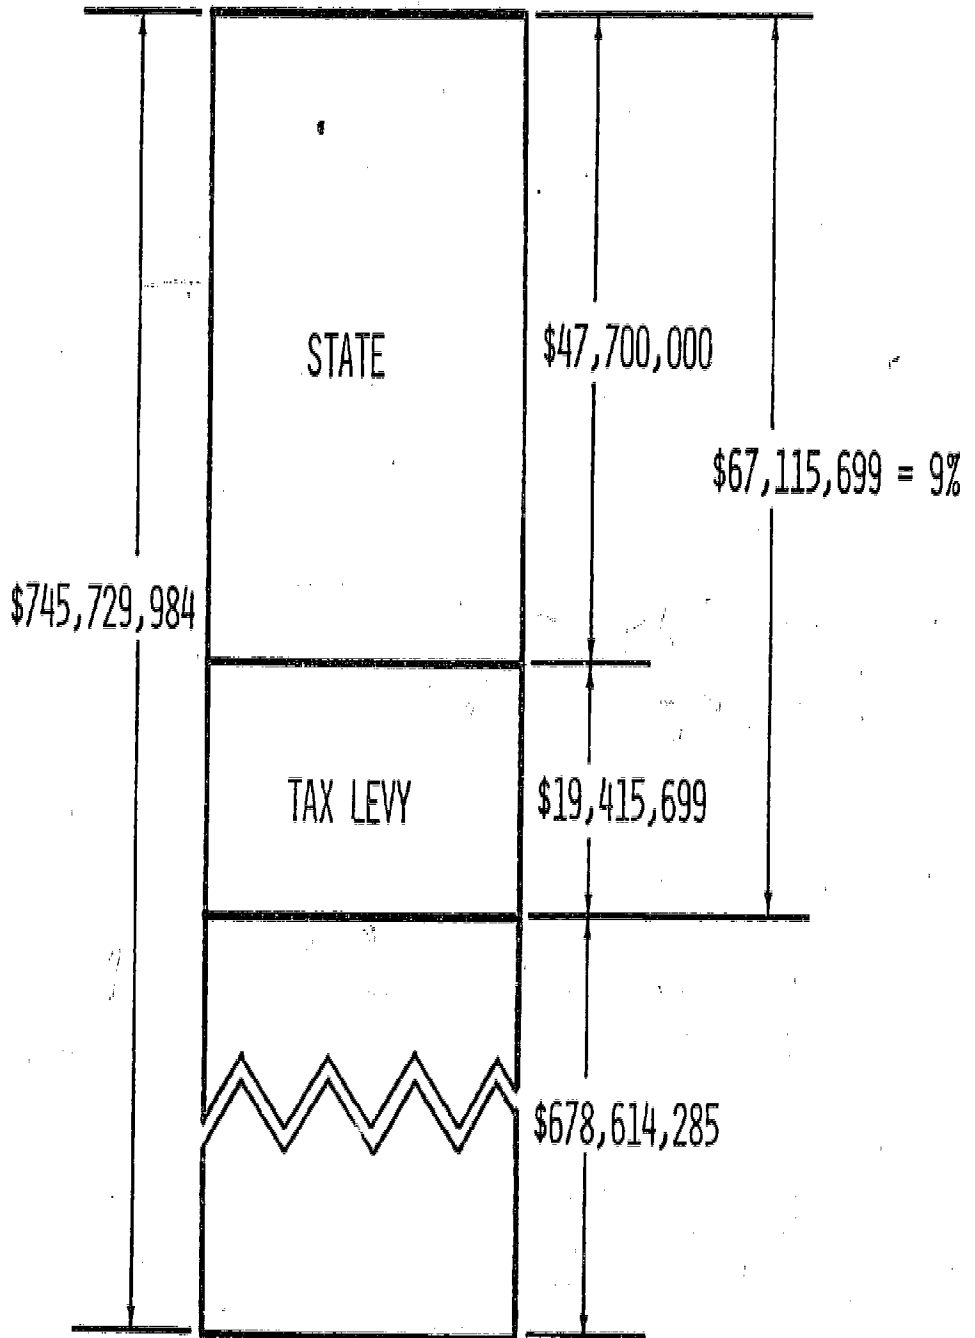 STATE
$47,700,000
$67,115,699 = 9%
$745,729,984
TAX LEVY
$19,415,699
$678,614,285